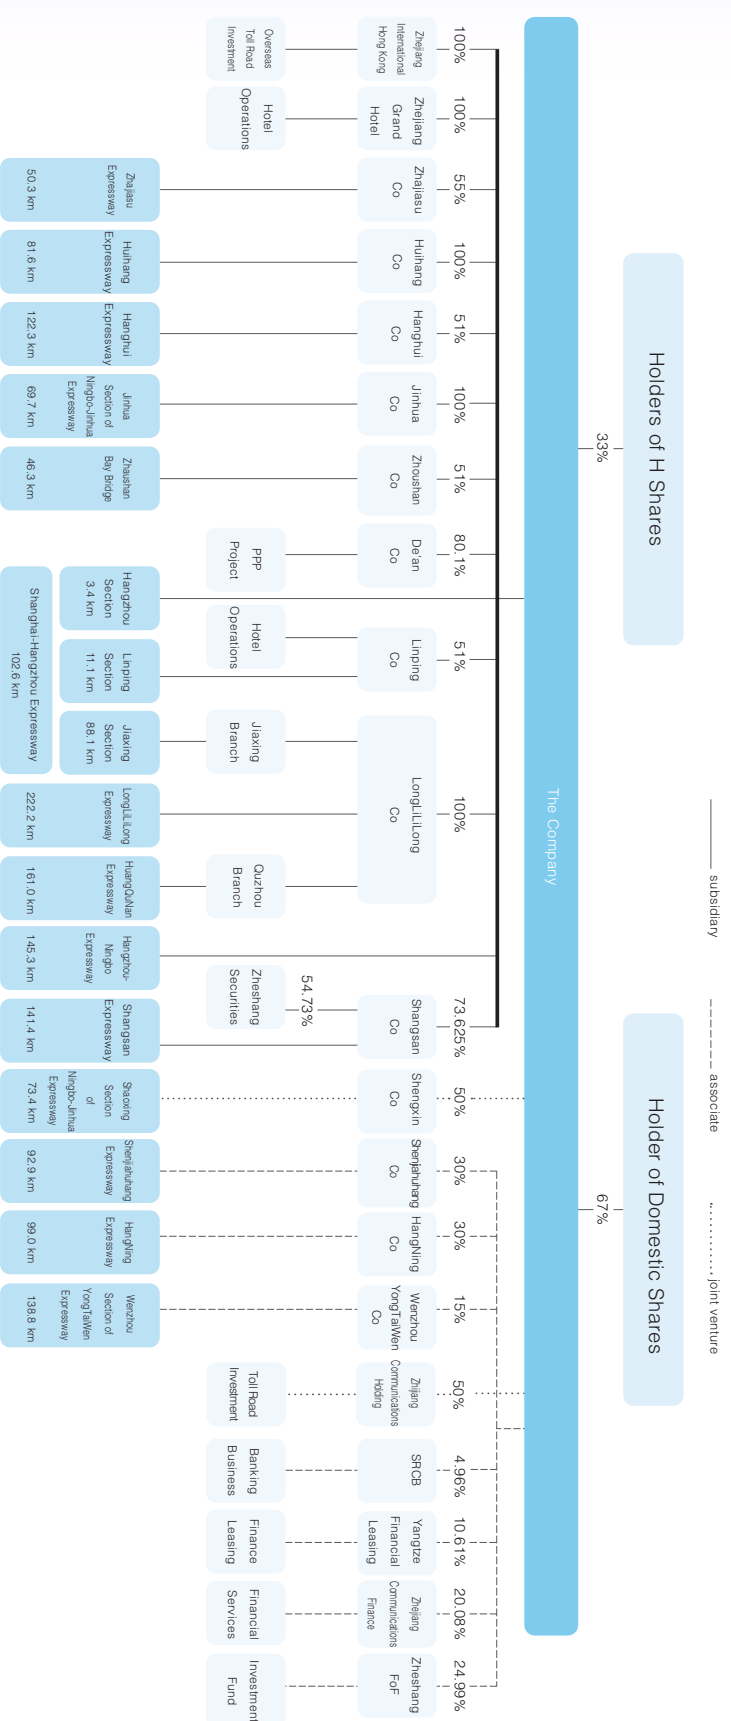 subsidiary
associate
joint venture
Holders of H Shares
Holder of Domestic Shares
33%
67%
The Company
100%
100%
55%
100%
51%
100%
51%
80.1%
51%
100%
73.625%
50%
30%
30%
15%
50%
4.96%
10.61%
20.08%
24.99%
Zhejiang
International
Hong Kong
Zhejiang
Grand
Hotel
Zhajiasu
Co
Huihang
Co
Hanghui
Co
Jinhua
Co
Zhoushan
Co
De'an
Co
Linping
Co
LongLiLiLong
Co
Shangsan
Co
Shengxin
Co
Shenjiahuhang
Co
HangNing
Co
Wenzhou
YongTaiWen
Co
Zhijiang
Communications
Holding
SRCB
Yangtze
Financial
Leasing
Zhejiang
Communications
Finance
Zheshang
FoF
54.73%
Overseas
Toll Road
Investment
Hotel
Operations
PPP
Project
Hotel
Operations
Jiaxing
Branch
Quzhou
Branch
Zheshang
Securities
Toll Road
Investment
Banking
Business
Finance
Leasing
Financial
Services
Investment
Fund
Zhajiasu
Expressway
50.3 km
Huihang
Expressway
81.6 km
Hanghui
Expressway
122.3 km
Jinhua
Section of
Ningbo-Jinhua
Expressway
69.7 km
Zhaushan
Bay Bridge
46.3 km
Hangzhou
Section
3.4 km
Linping
Section
11.1 km
Jiaxing
Section
88.1 km
Shanghai-Hangzhou Expressway
102.6 km
LongLiLiLong
Expressway
222.2 km
HuangQuNan
Expressway
161.0 km
Hangzhou-
Ningbo
Expressway
145.3 km
Shangsan
Expressway
141.4 km
Shaoxing
Section
of
Ningbo-Jinhua
Expressway
73.4 km
Shenjiahuhang
Expressway
92.9 km
HangNing
Expressway
99.0 km
Wenzhou
Section of
YongTaiWen
Expressway
138.8 km